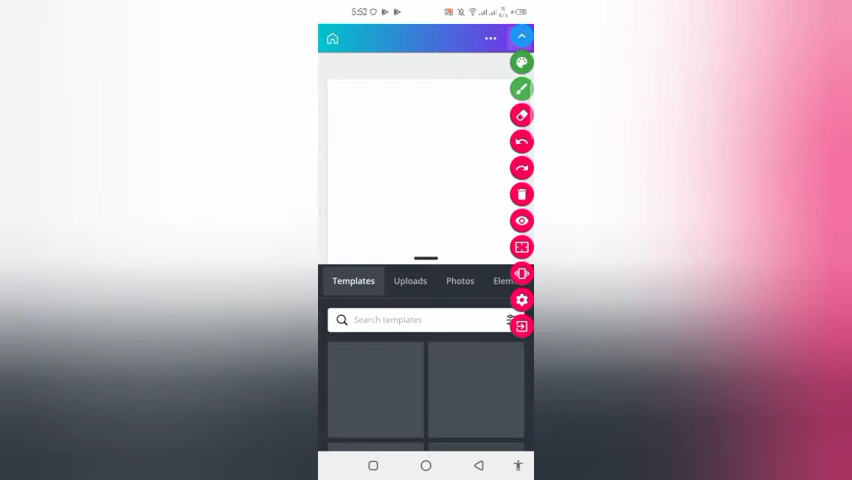 5:52
Templates
Uploads
Photos
Elem
Search templates